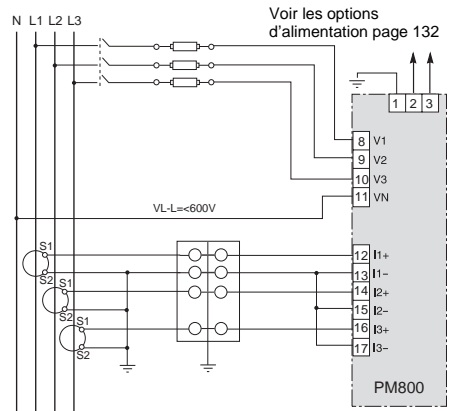 Voir les options
d'alimentation page 132
N L1 L2 L3
1 2 3
8 V1
9 V2
10 V3
11 VN
VL-L=<600V
S1
S2
S1
S2
S1
S2
12 I1+
13 I1–
14 I2+
15 I2–
16 I3+
17 I3–
PM800